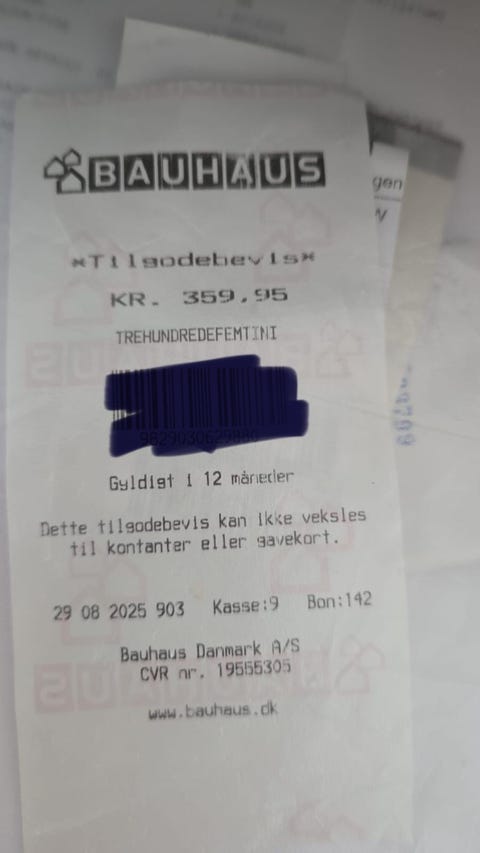 BAUHAUS
*Tilgodebevis*
KR. 359,95
TREHUNDREDEFEMTINI
Gyldigt i 12 måneder
Dette tilgodebevis kan ikke veksles
til kontanter eller gavekort.
29 08 2025 903 Kasse:9 Bon:142
Bauhaus Danmark A/S
CVR nr. 19555305
www.bauhaus.dk
gen